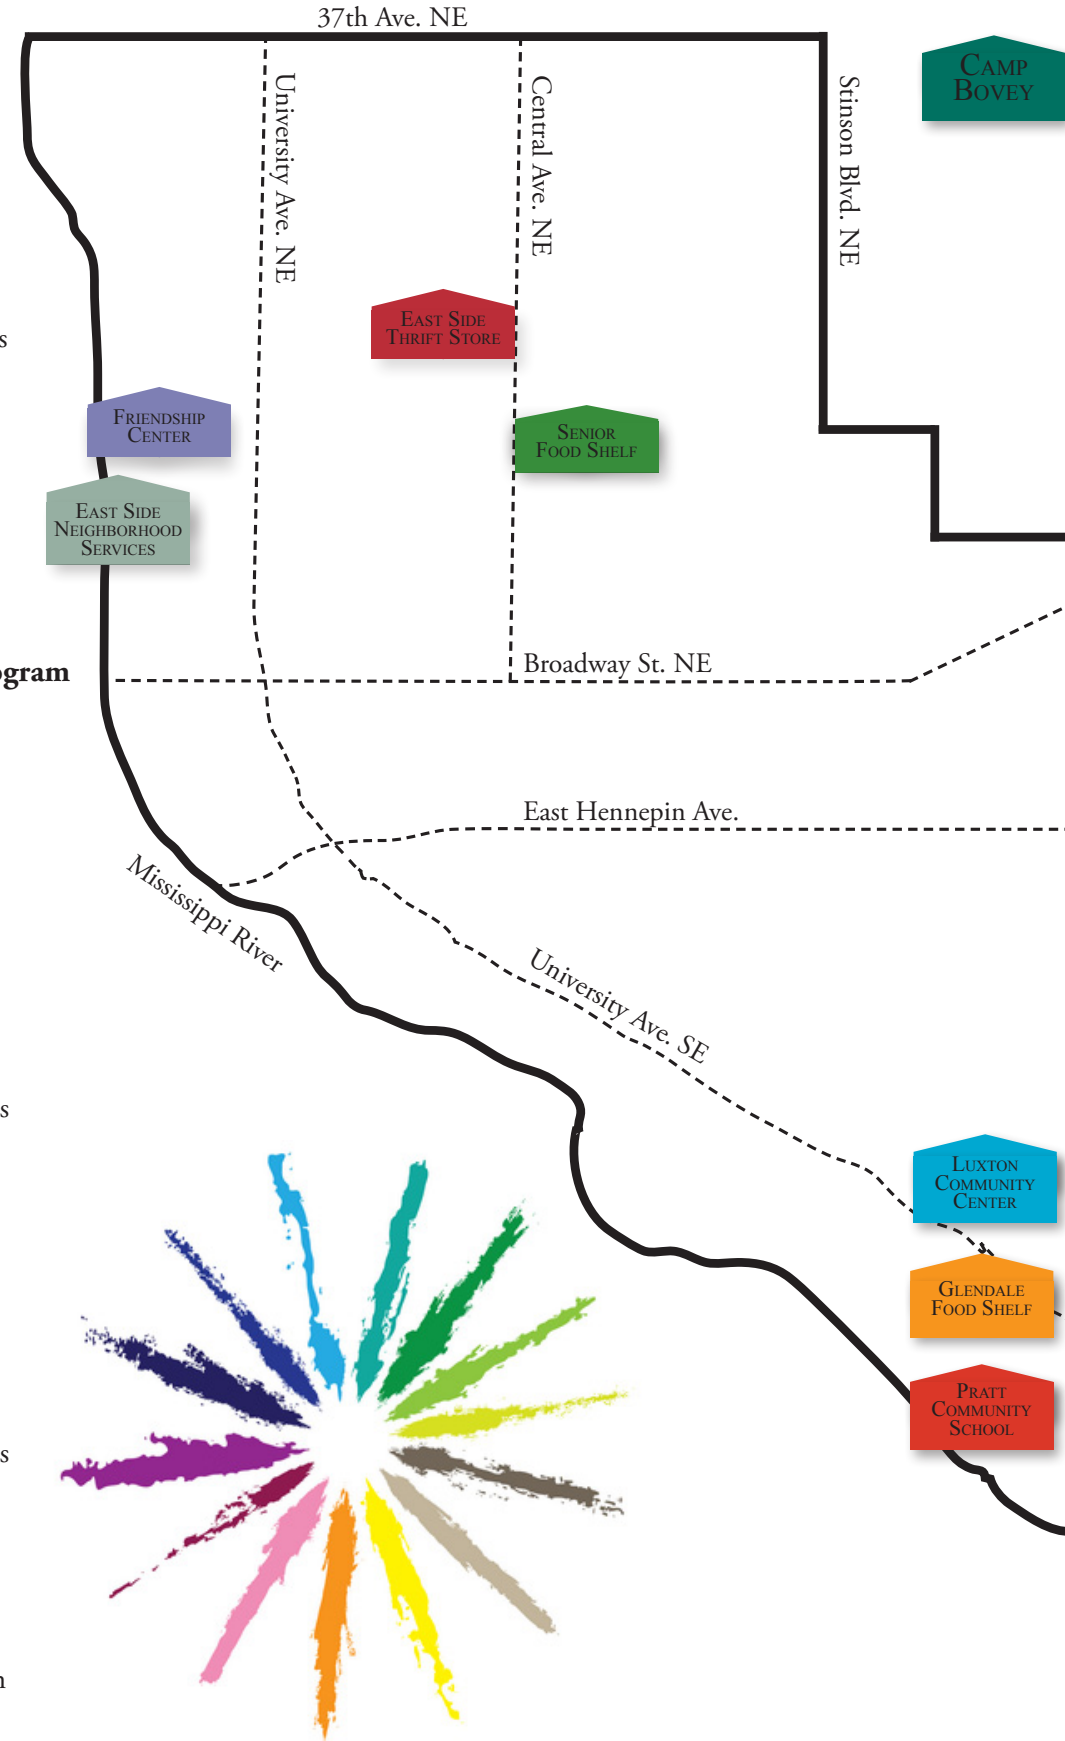 37th Ave. NE
Camp
Bovey
University Ave. NE
Central Ave. NE
Stinson Blvd. NE
East Side
Thrift Store
s
Friendship
Center
Senior
Food Shelf
East Side
Neighborhood
Services
Broadway St. NE
ogram
East Hennepin Ave.
Mississippi River
University Ave. SE
s
Luxton
Community
Center
Glendale
Food Shelf
Pratt
Community
School
s